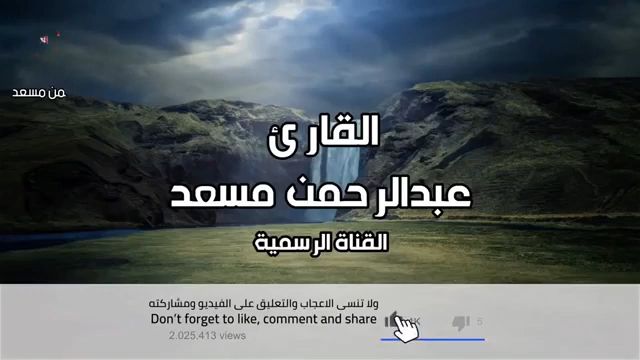 من مسعد
القارئ
عبدالرحمن مسعد
القناة الرسمية
ولا تنسى الاعجاب والتعليق على الفيديو ومشاركته
Don't forget to like, comment and share
2.025.413 views
5